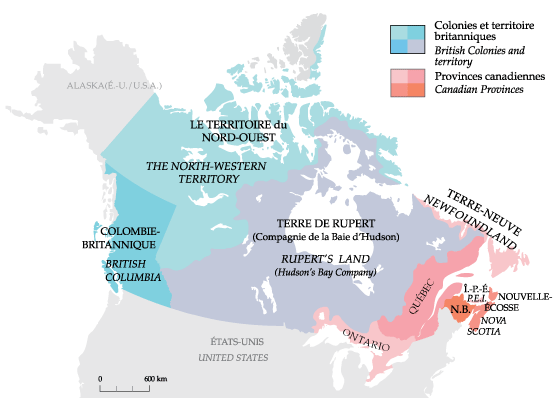 Colonies et territoire
britanniques
British Colonies and
territory
Provinces canadiennes
Canadian Provinces
ALASKA(É.-U./U.S.A.)
LE TERRITOIRE du
NORD-OUEST
THE NORTH-WESTERN
TERRITORY
TERRE-NEUVE
NEWFOUNDLAND
TERRE DE RUPERT
(Compagnie de la Baie d'Hudson)
RUPERT'S LAND
(Hudson's Bay Company)
COLOMBIE-
BRITANNIQUE
BRITISH
COLUMBIA
QUÉBEC
Î.-P.-É.
P.E.I.
NOUVELLE-
ÉCOSSE
N.B.
NOVA
SCOTIA
ONTARIO
ÉTATS-UNIS
UNITED STATES
0 600 km